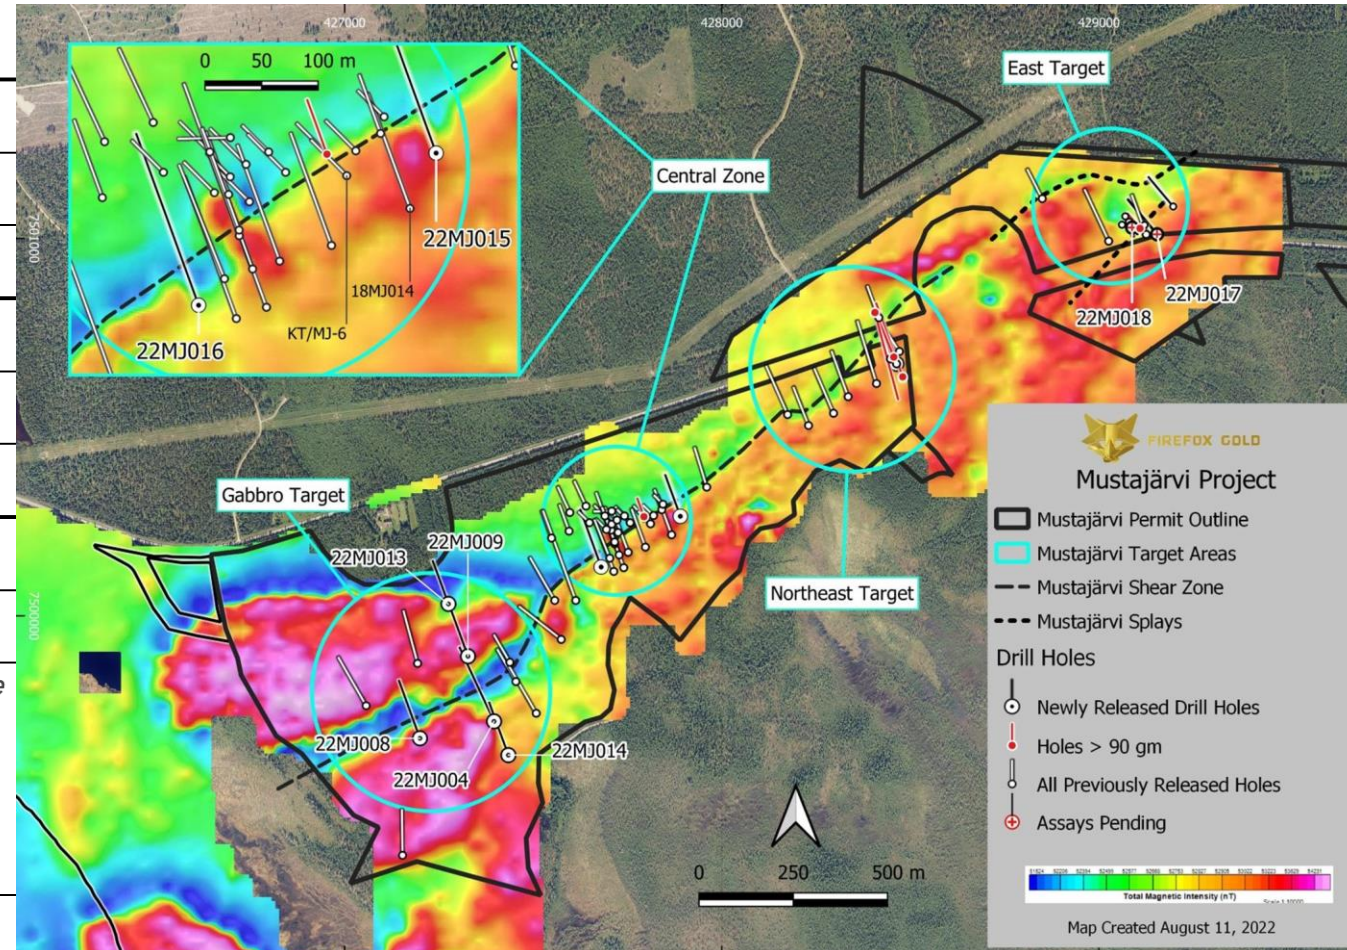 427000
428000
429000
7501000
7500000
0 50 100 m
22MJ015
18MJ014
KT/MJ-6
22MJ016
Central Zone
East Target
22MJ017
22MJ018
Gabbro Target
22MJ013
22MJ009
Northeast Target
22MJ008
22MJ004
22MJ014
0 250 500 m
FIREFOX GOLD
Mustajärvi Project
Mustajärvi Permit Outline
Mustajärvi Target Areas
Mustajärvi Shear Zone
Mustajärvi Splays
Drill Holes
Newly Released Drill Holes
Holes > 90 gm
All Previously Released Holes
Assays Pending
Total Magnetic Intensity (nT)
Map Created August 11, 2022